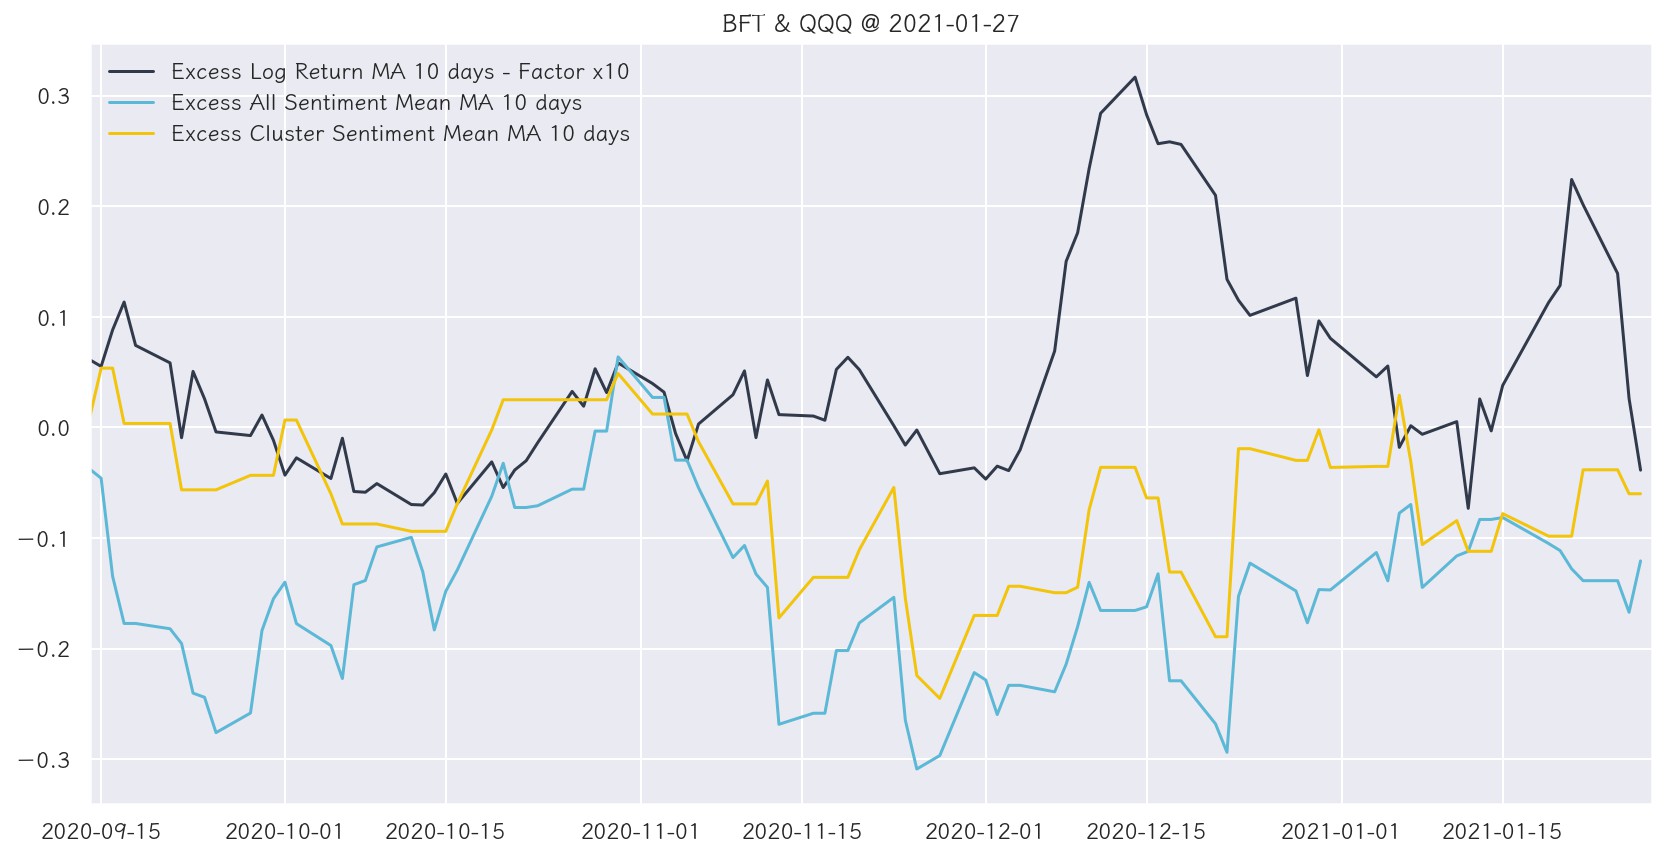 BFT & QQQ @ 2021-01-27
Excess Log Return MA 10 days - Factor x10
Excess All Sentiment Mean MA 10 days
Excess Cluster Sentiment Mean MA 10 days
0.3
0.2
0.1
0.0
−0.1
−0.2
−0.3
2020-09-15 2020-10-01 2020-10-15 2020-11-01 2020-11-15 2020-12-01 2020-12-15 2021-01-01 2021-01-15